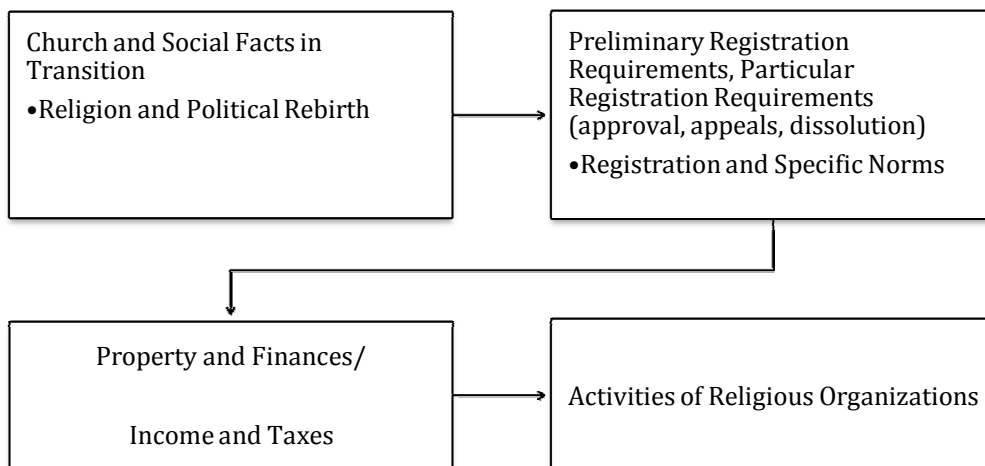 Church and Social Facts in
Transition
•Religion and Political Rebirth
Preliminary Registration
Requirements, Particular
Registration Requirements
(approval, appeals, dissolution)
•Registration and Specific Norms
Property and Finances/
Income and Taxes
Activities of Religious Organizations